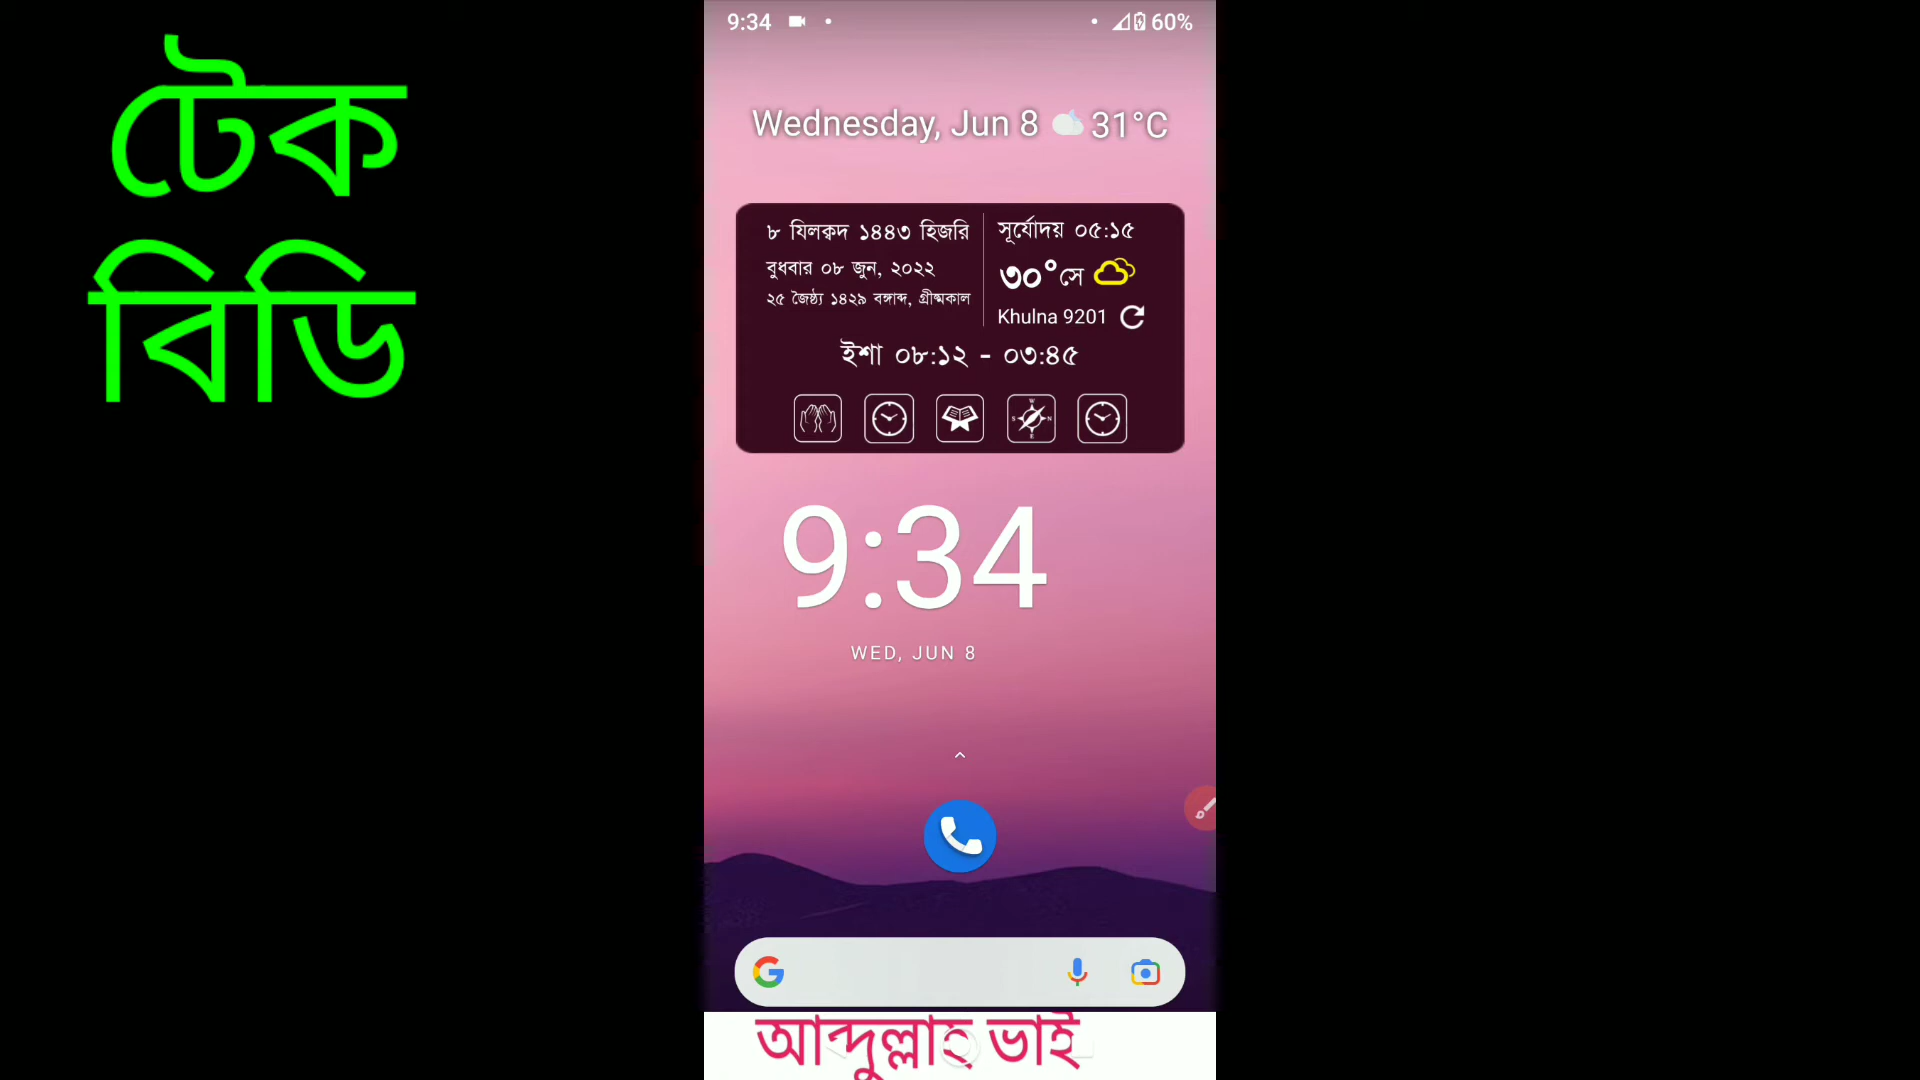 টেক
বিডি
9:34
60%
Wednesday, Jun 8 31°C
৮ যিলক্বদ ১৪৪৩ হিজরি
বুধবার ০৮ জুন, ২০২২
২৫ জৈষ্ঠ্য ১৪২৯ বঙ্গাব্দ, গ্রীষ্মকাল
সূর্যোদয় ০৫:১৫
৩০°সে
Khulna 9201
ইশা ০৮:১২ - ০৩:৪৫
9:34
WED, JUN 8
আব্দুল্লাহ ভাই